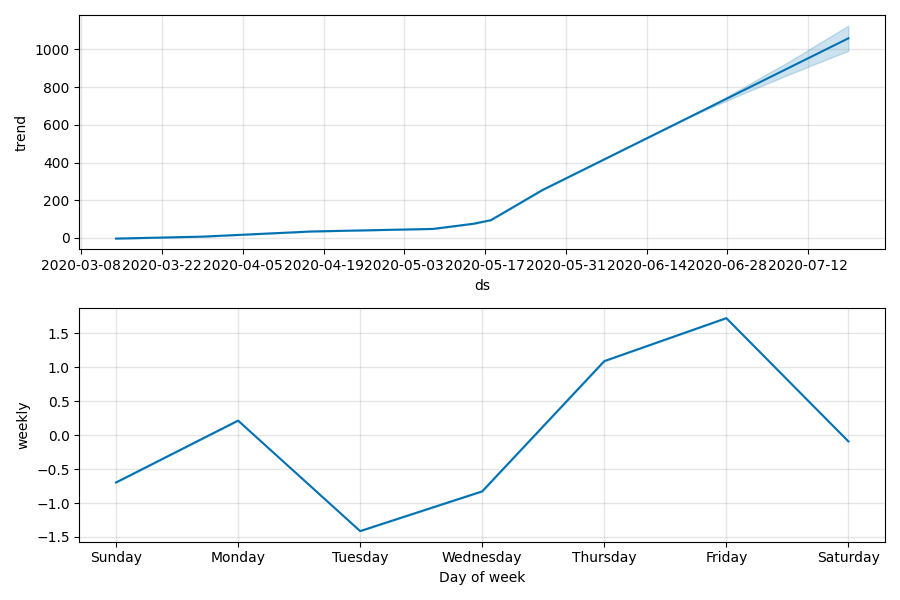 1000
800
600
400
200
0
trend
2020-03-08 2020-03-22 2020-04-05 2020-04-19 2020-05-03 2020-05-17 2020-05-31 2020-06-14 2020-06-28 2020-07-12
ds
1.5
1.0
0.5
0.0
−0.5
−1.0
−1.5
weekly
Sunday Monday Tuesday Wednesday Thursday Friday Saturday
Day of week